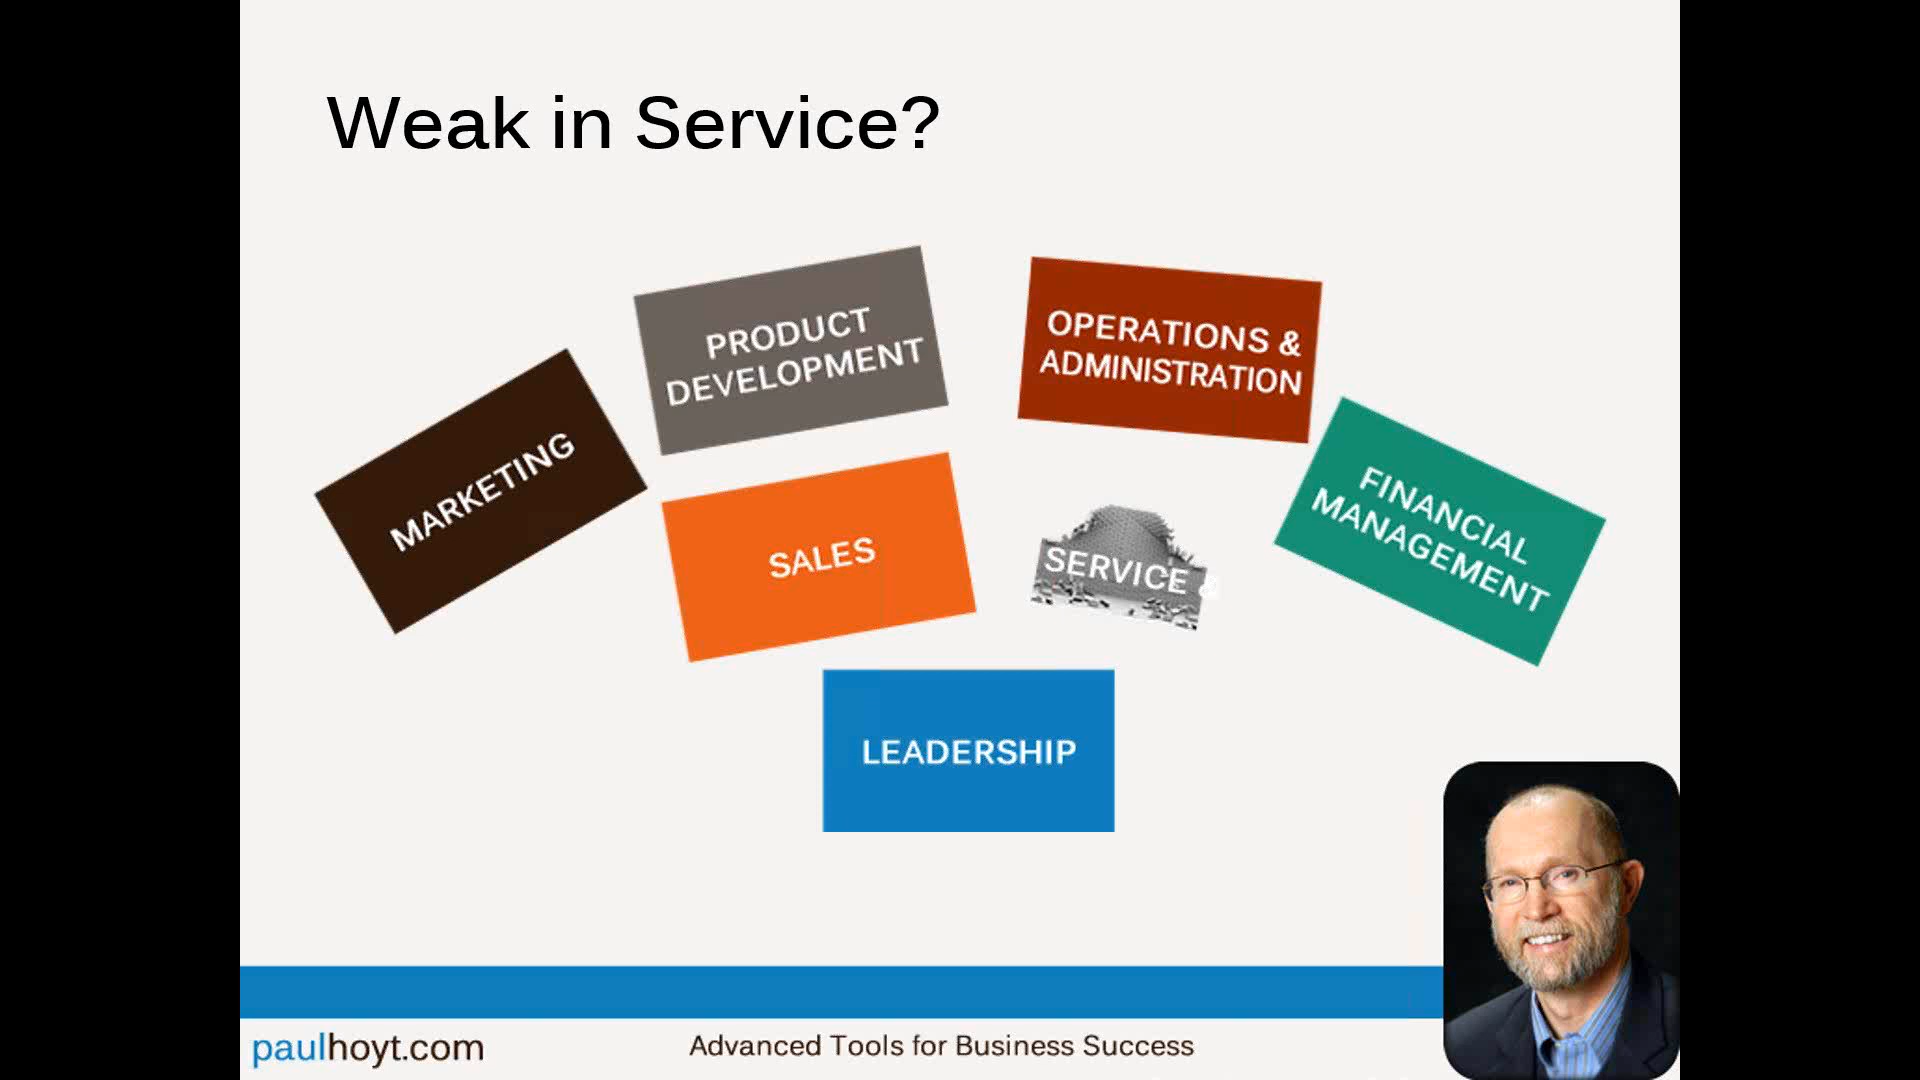 Weak in Service?
PRODUCT
DEVELOPMENT
OPERATIONS &
ADMINISTRATION
MARKETING
SALES
SERVICE &
FINANCIAL
MANAGEMENT
LEADERSHIP
paulhoyt.com
Advanced Tools for Business Success